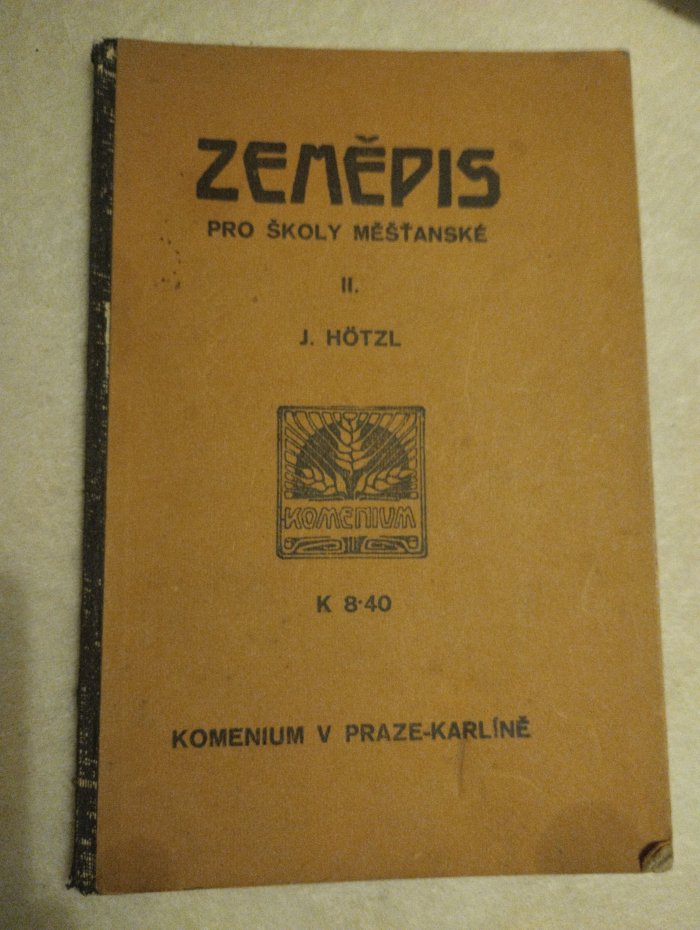 ZEMĚPIS
PRO ŠKOLY MĚŠŤANSKÉ
II.
J. HÖTZL
KOMENIUM
K 8·40
KOMENIUM V PRAZE-KARLÍNĚ